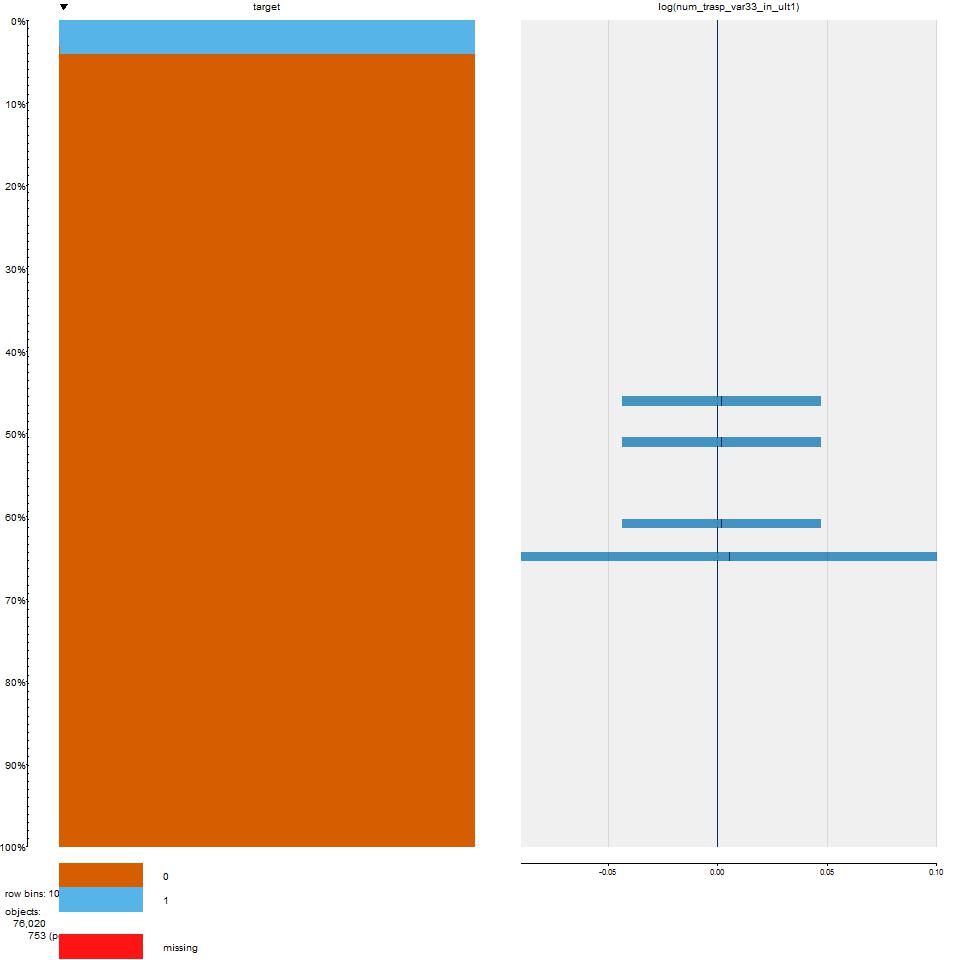 target
log(num_trasp_var33_in_ult1)
0%
10%
20%
30%
40%
50%
60%
70%
80%
90%
100%
-0.05 0.00 0.05 0.10
0
row bins: 10
1
objects:
76,020
753 (p
missing